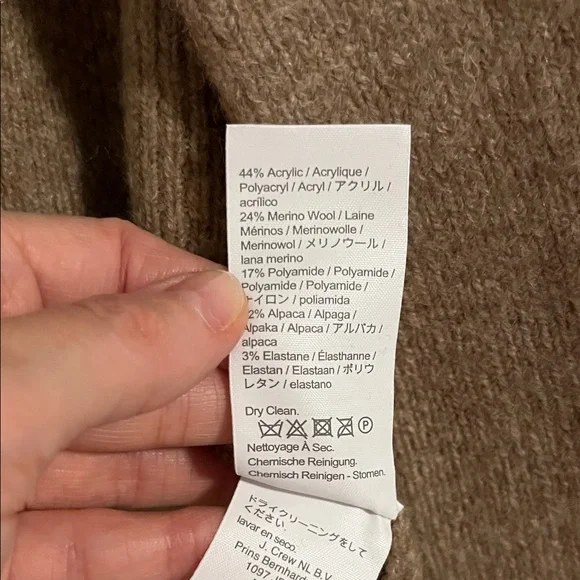 44% Acrylic / Acrylique /
Polyacryl / Acryl / アクリル /
acrílico
24% Merino Wool / Laine
Mérinos / Merinowolle /
Merinowol / メリノウール /
lana merino
17% Polyamide / Polyamide /
Polyamide / Polyamide /
イロン / poliamida
2% Alpaca / Alpaga /
Alpaka / Alpaca / アルパカ /
alpaca
3% Elastane / Élasthanne /
Elastan / Elastaan / ポリウ
レタン / elastano
Dry Clean.
P
Nettoyage À Sec.
Chemische Reinigung.
Chemisch Reinigen - Stomen.
ドライクリーニングをして
ください.
lavar en seco.
J. Crew NL B.V.
Prins Bernhard
1097